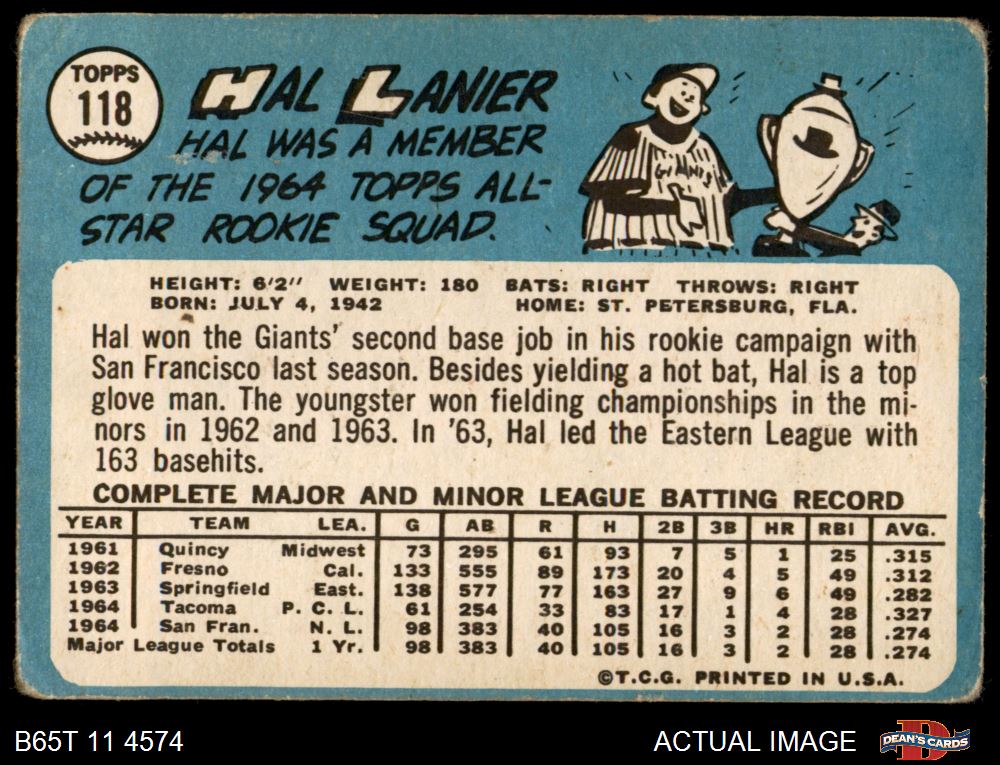 TOPPS
118
HAL LANIER
HAL WAS A MEMBER
OF THE 1964 TOPPS ALL-
STAR ROOKIE SQUAD.
GIANTS
HEIGHT: 6'2" WEIGHT: 180 BATS: RIGHT THROWS: RIGHT
BORN: JULY 4, 1942 HOME: ST. PETERSBURG, FLA.
Hal won the Giants' second base job in his rookie campaign with
San Francisco last season. Besides yielding a hot bat, Hal is a top
glove man. The youngster won fielding championships in the mi-
nors in 1962 and 1963. In '63, Hal led the Eastern League with
163 basehits.
COMPLETE MAJOR AND MINOR LEAGUE BATTING RECORD
YEAR TEAM LEA. G AB R H 2B 3B HR RBI AVG.
1961 Quincy Midwest 73 295 61 93 7 5 1 25 .315
1962 Fresno Cal. 133 555 89 173 20 4 5 49 .312
1963 Springfield East. 138 577 77 163 27 9 6 49 .282
1964 Tacoma P. C. L. 61 254 33 83 17 1 4 28 .327
1964 San Fran. N. L. 98 383 40 105 16 3 2 28 .274
Major League Totals 1 Yr. 98 383 40 105 16 3 2 28 .274
©T.C.G. PRINTED IN U.S.A.
B65T 11 4574
ACTUAL IMAGE
DEAN'S CARDS